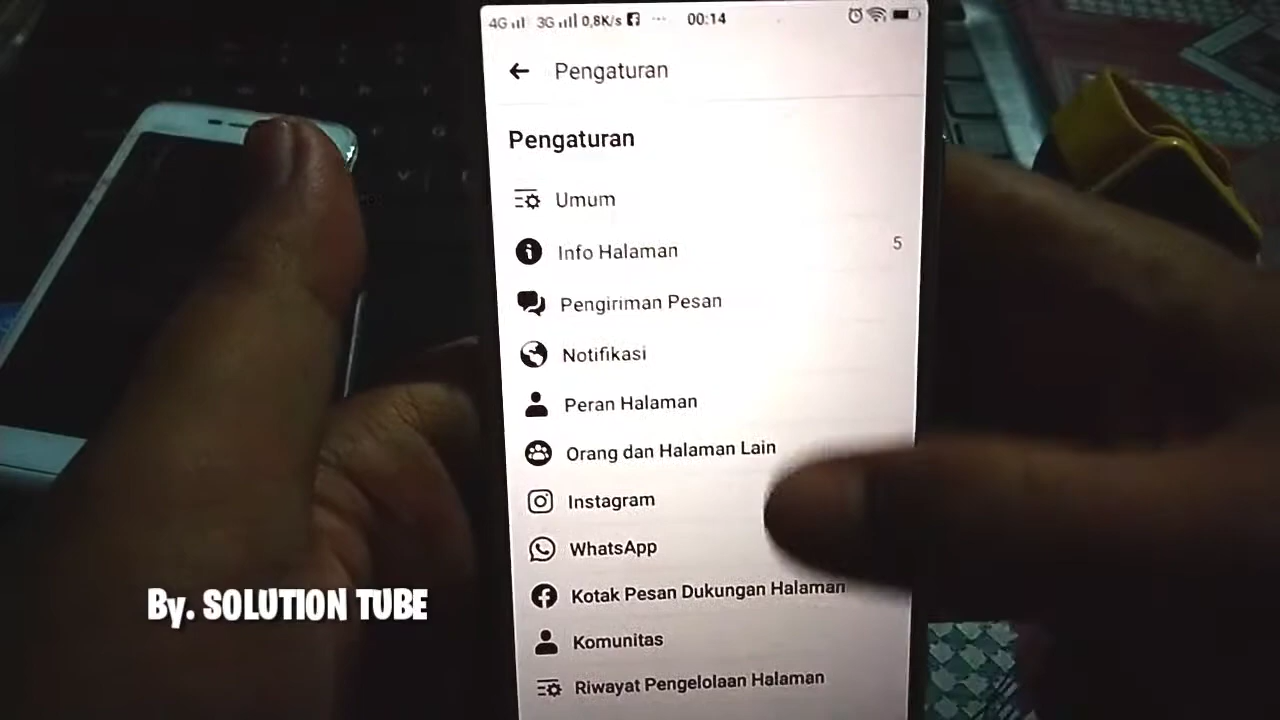 4G 3G 0,8K/s 00:14
Pengaturan
Pengaturan
Umum
Info Halaman 5
Pengiriman Pesan
Notifikasi
Peran Halaman
Orang dan Halaman Lain
Instagram
WhatsApp
Kotak Pesan Dukungan Halaman
Komunitas
Riwayat Pengelolaan Halaman
By. SOLUTION TUBE